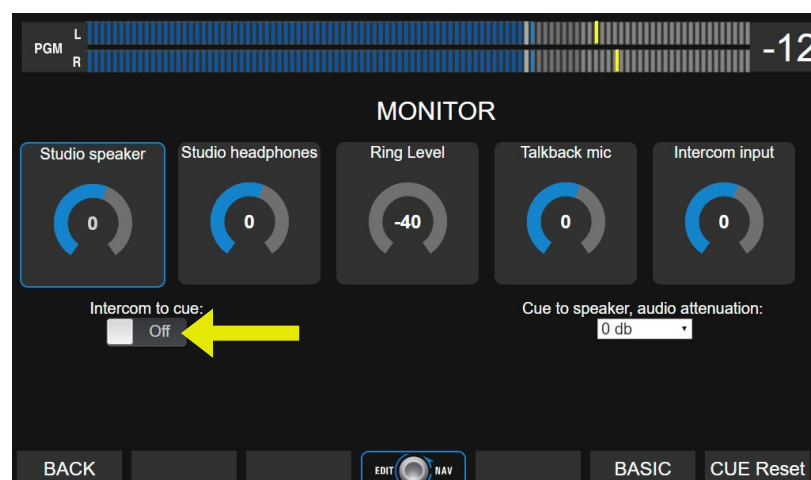 PGM
L
R
-12
MONITOR
Studio speaker
Studio headphones
Ring Level
Talkback mic
Intercom input
0
0
-40
0
0
Intercom to cue:
Off
Cue to speaker, audio attenuation:
0 db
BACK
EDIT
NAV
BASIC
CUE Reset